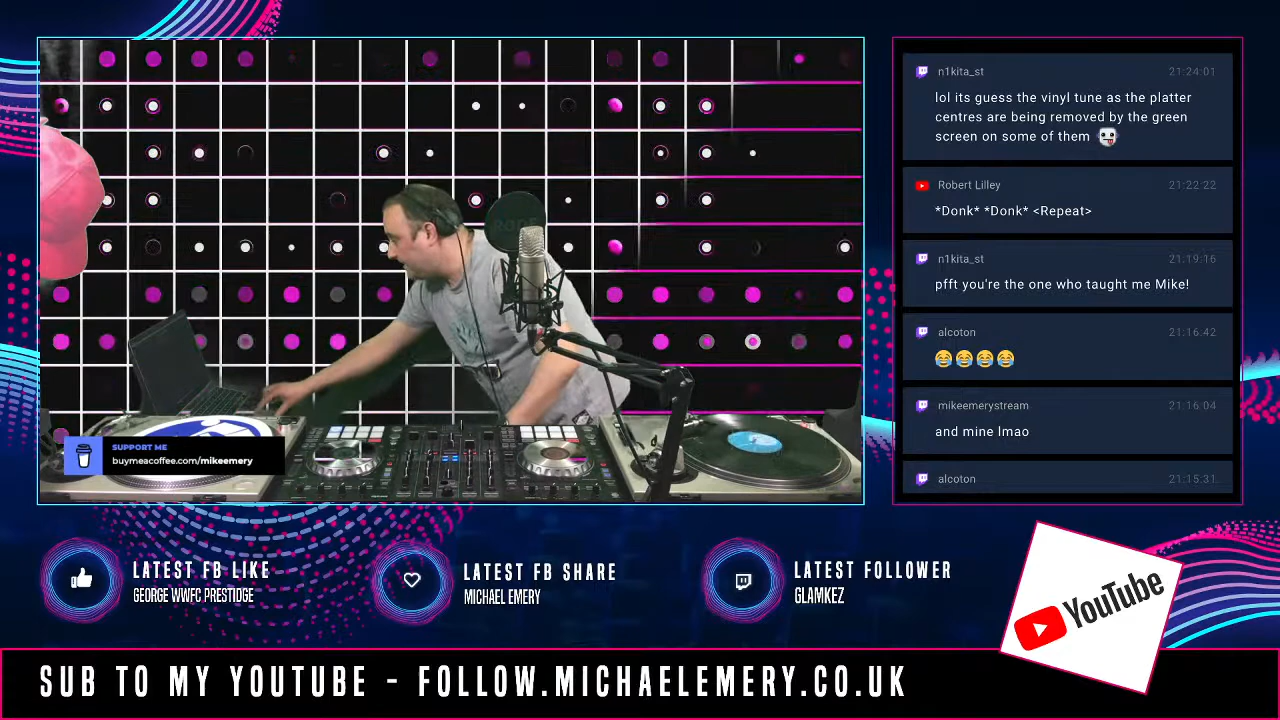 RODE
SUPPORT ME
buymeacoffee.com/mikeemery
n1kita_st 21:24:01
lol its guess the vinyl tune as the platter
centres are being removed by the green
screen on some of them
Robert Lilley 21:22:22
*Donk* *Donk* <Repeat>
n1kita_st 21:19:16
pfft you're the one who taught me Mike!
alcoton 21:16:42
😂😂😂😂
mikeemerystream 21:16:04
and mine lmao
alcoton 21:15:31
LATEST FB LIKE
GEORGE WWFC PRESTIDGE
LATEST FB SHARE
MICHAEL EMERY
LATEST FOLLOWER
GLAMKEZ
YouTube
SUB TO MY YOUTUBE - FOLLOW.MICHAELEMERY.CO.UK